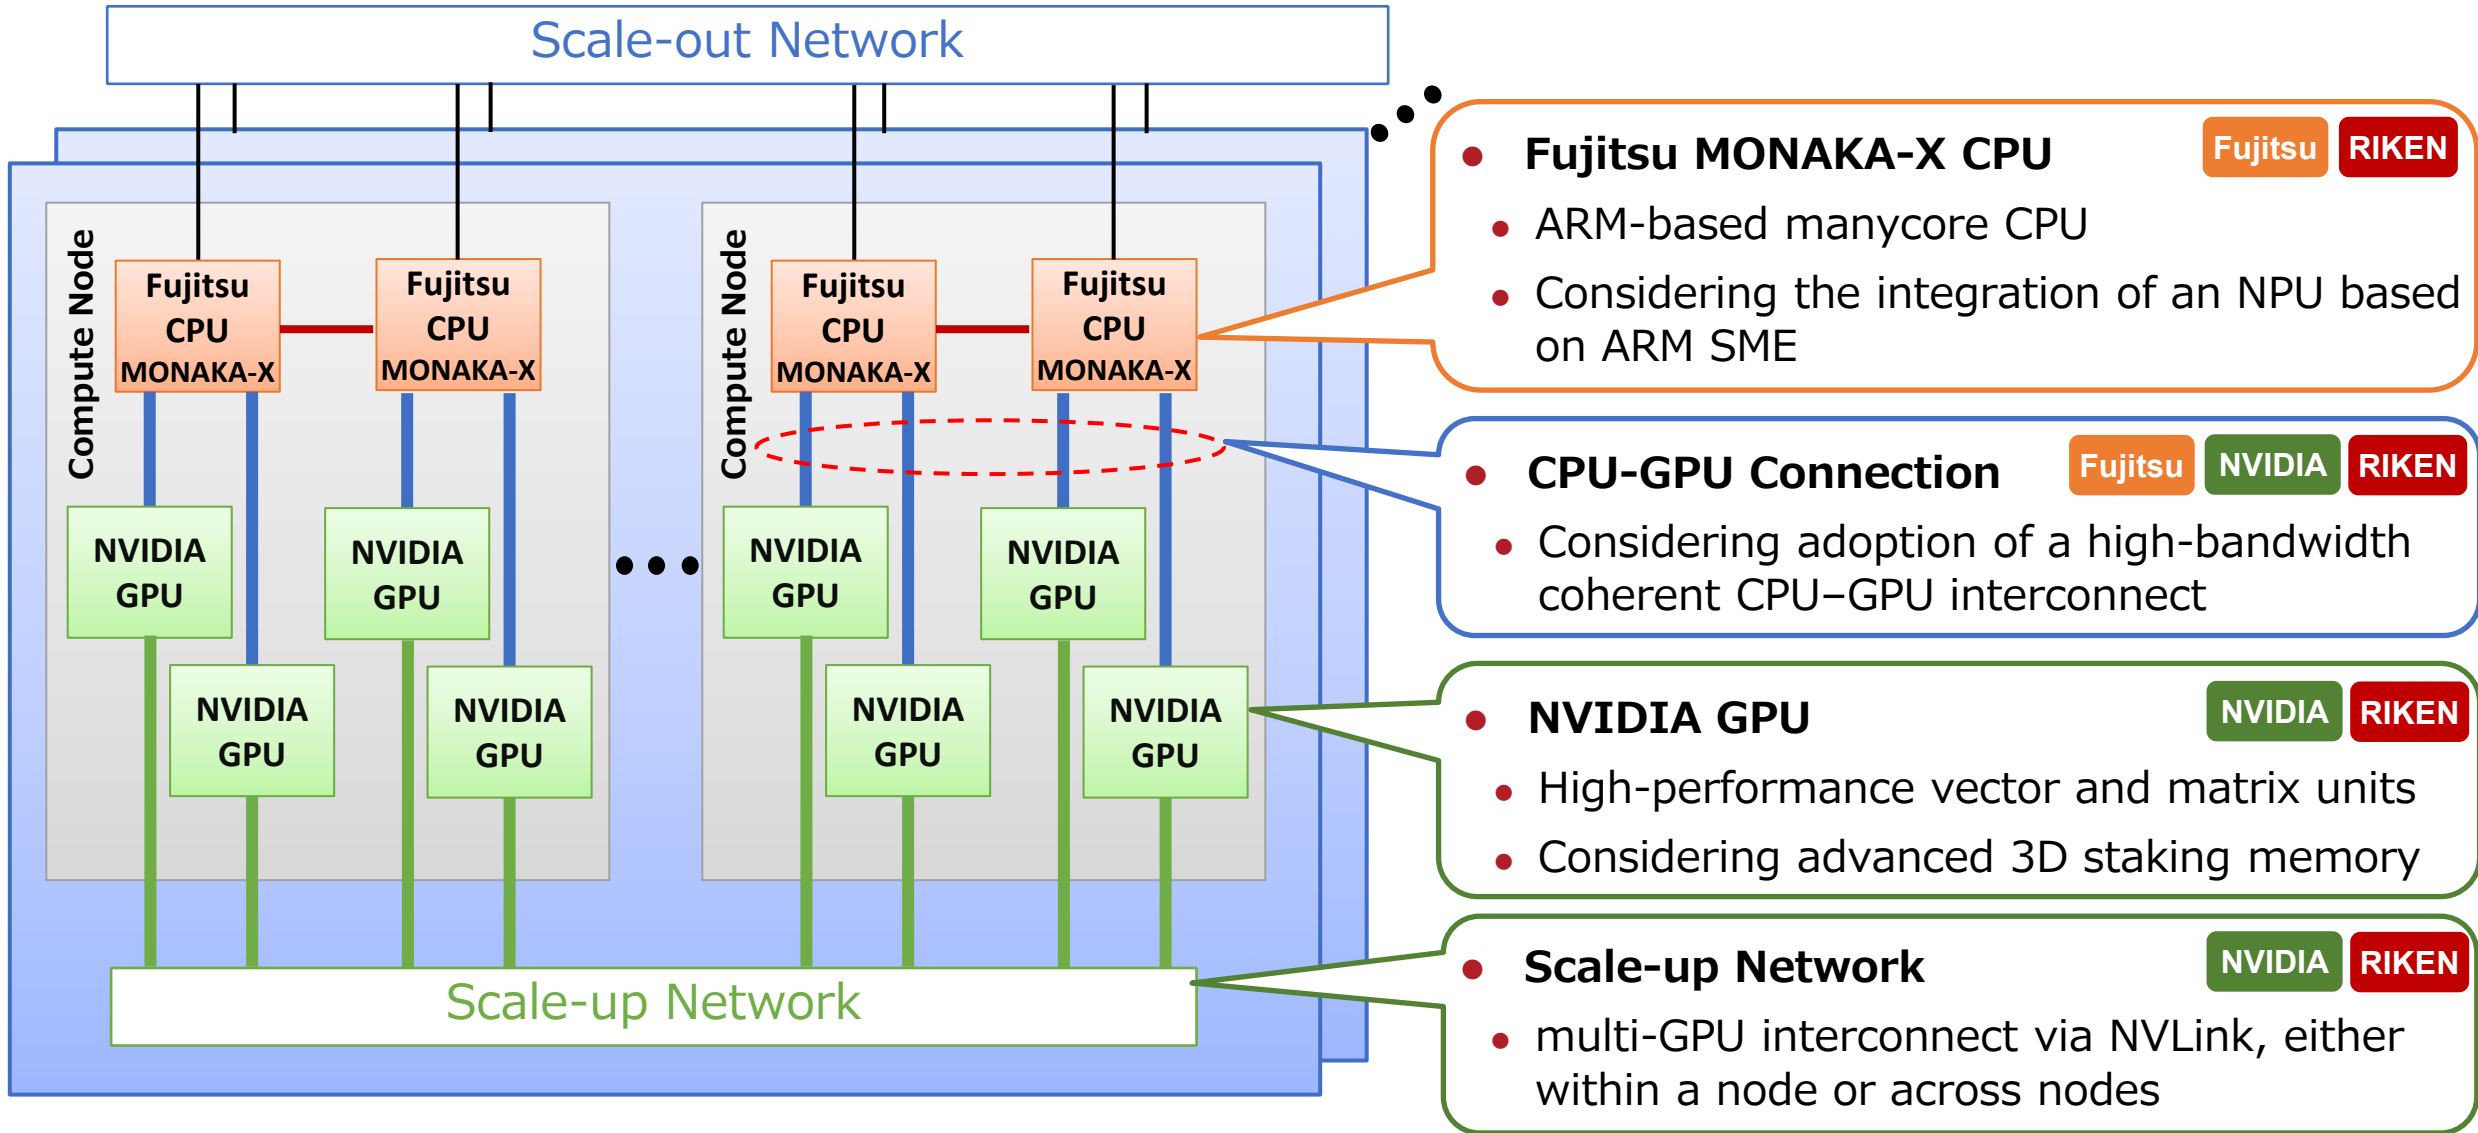 Scale-out Network
Compute Node
Fujitsu
CPU
MONAKA-X
Fujitsu
CPU
MONAKA-X
NVIDIA
GPU
NVIDIA
GPU
NVIDIA
GPU
NVIDIA
GPU
Compute Node
Fujitsu
CPU
MONAKA-X
Fujitsu
CPU
MONAKA-X
NVIDIA
GPU
NVIDIA
GPU
NVIDIA
GPU
NVIDIA
GPU
Scale-up Network
• Fujitsu MONAKA-X CPU Fujitsu RIKEN
• ARM-based manycore CPU
• Considering the integration of an NPU based
on ARM SME
• CPU-GPU Connection Fujitsu NVIDIA RIKEN
• Considering adoption of a high-bandwidth
coherent CPU–GPU interconnect
• NVIDIA GPU NVIDIA RIKEN
• High-performance vector and matrix units
• Considering advanced 3D staking memory
• Scale-up Network NVIDIA RIKEN
• multi-GPU interconnect via NVLink, either
within a node or across nodes